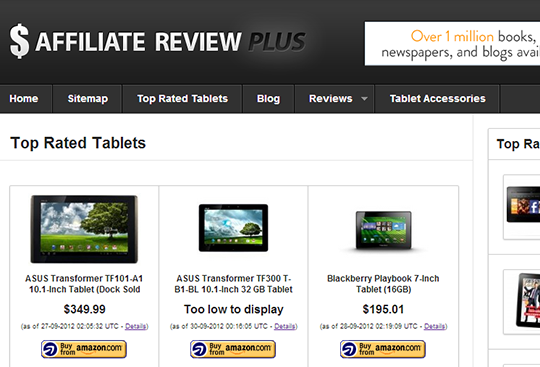 $ AFFILIATE REVIEW PLUS
Over 1 million books,
newspapers, and blogs avai
Home Sitemap Top Rated Tablets Blog Reviews Tablet Accessories
Top Rated Tablets
Top Ra
ASUS Transformer TF101-A1
10.1-Inch Tablet (Dock Sold
$349.99
(as of 27-09-2012 02:05:32 UTC - Details)
Buy from amazon.com
ASUS Transformer TF300 T-
B1-BL 10.1-Inch 32 GB Tablet
Too low to display
(as of 30-09-2012 00:16:05 UTC - Details)
Buy from amazon.com
Blackberry Playbook 7-Inch
Tablet (16GB)
$195.01
(as of 28-09-2012 02:19:09 UTC - Details)
Buy from amazon.com